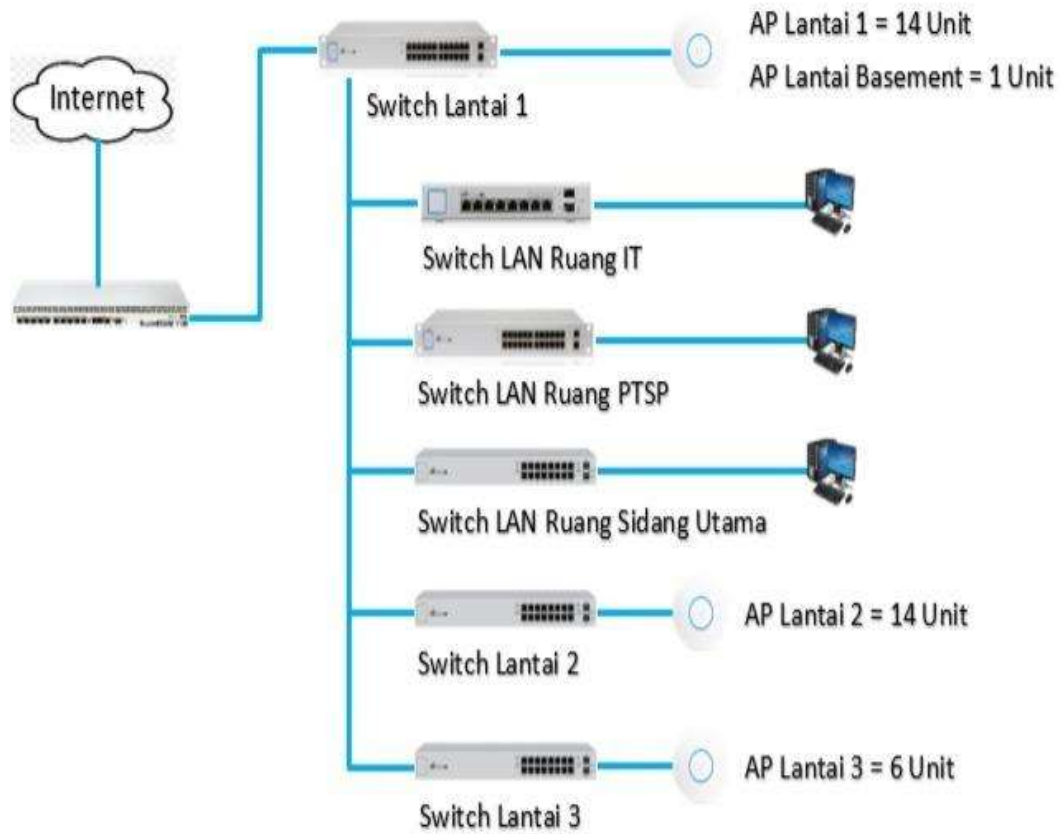 AP Lantai 1 = 14 Unit
AP Lantai Basement = 1 Unit
Internet
Switch Lantai 1
Switch LAN Ruang IT
Switch LAN Ruang PTSP
Switch LAN Ruang Sidang Utama
AP Lantai 2 = 14 Unit
Switch Lantai 2
AP Lantai 3 = 6 Unit
Switch Lantai 3